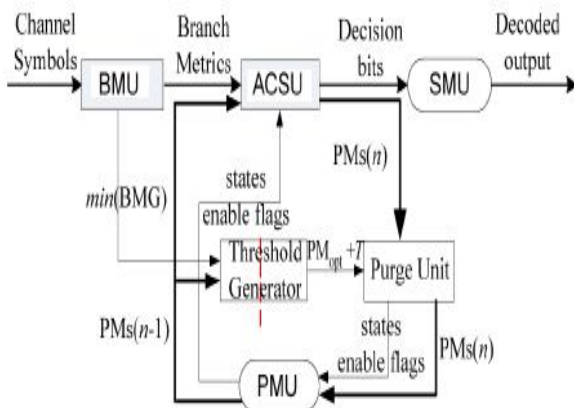 Channel
Symbols
BMU
Branch
Metrics
ACSU
Decision
bits
SMU
Decoded
output
PMs(n)
min(BMG)
states
enable flags
Threshold
Generator
PMopt +T
Purge Unit
PMs(n-1)
states
enable flags
PMs(n)
PMU